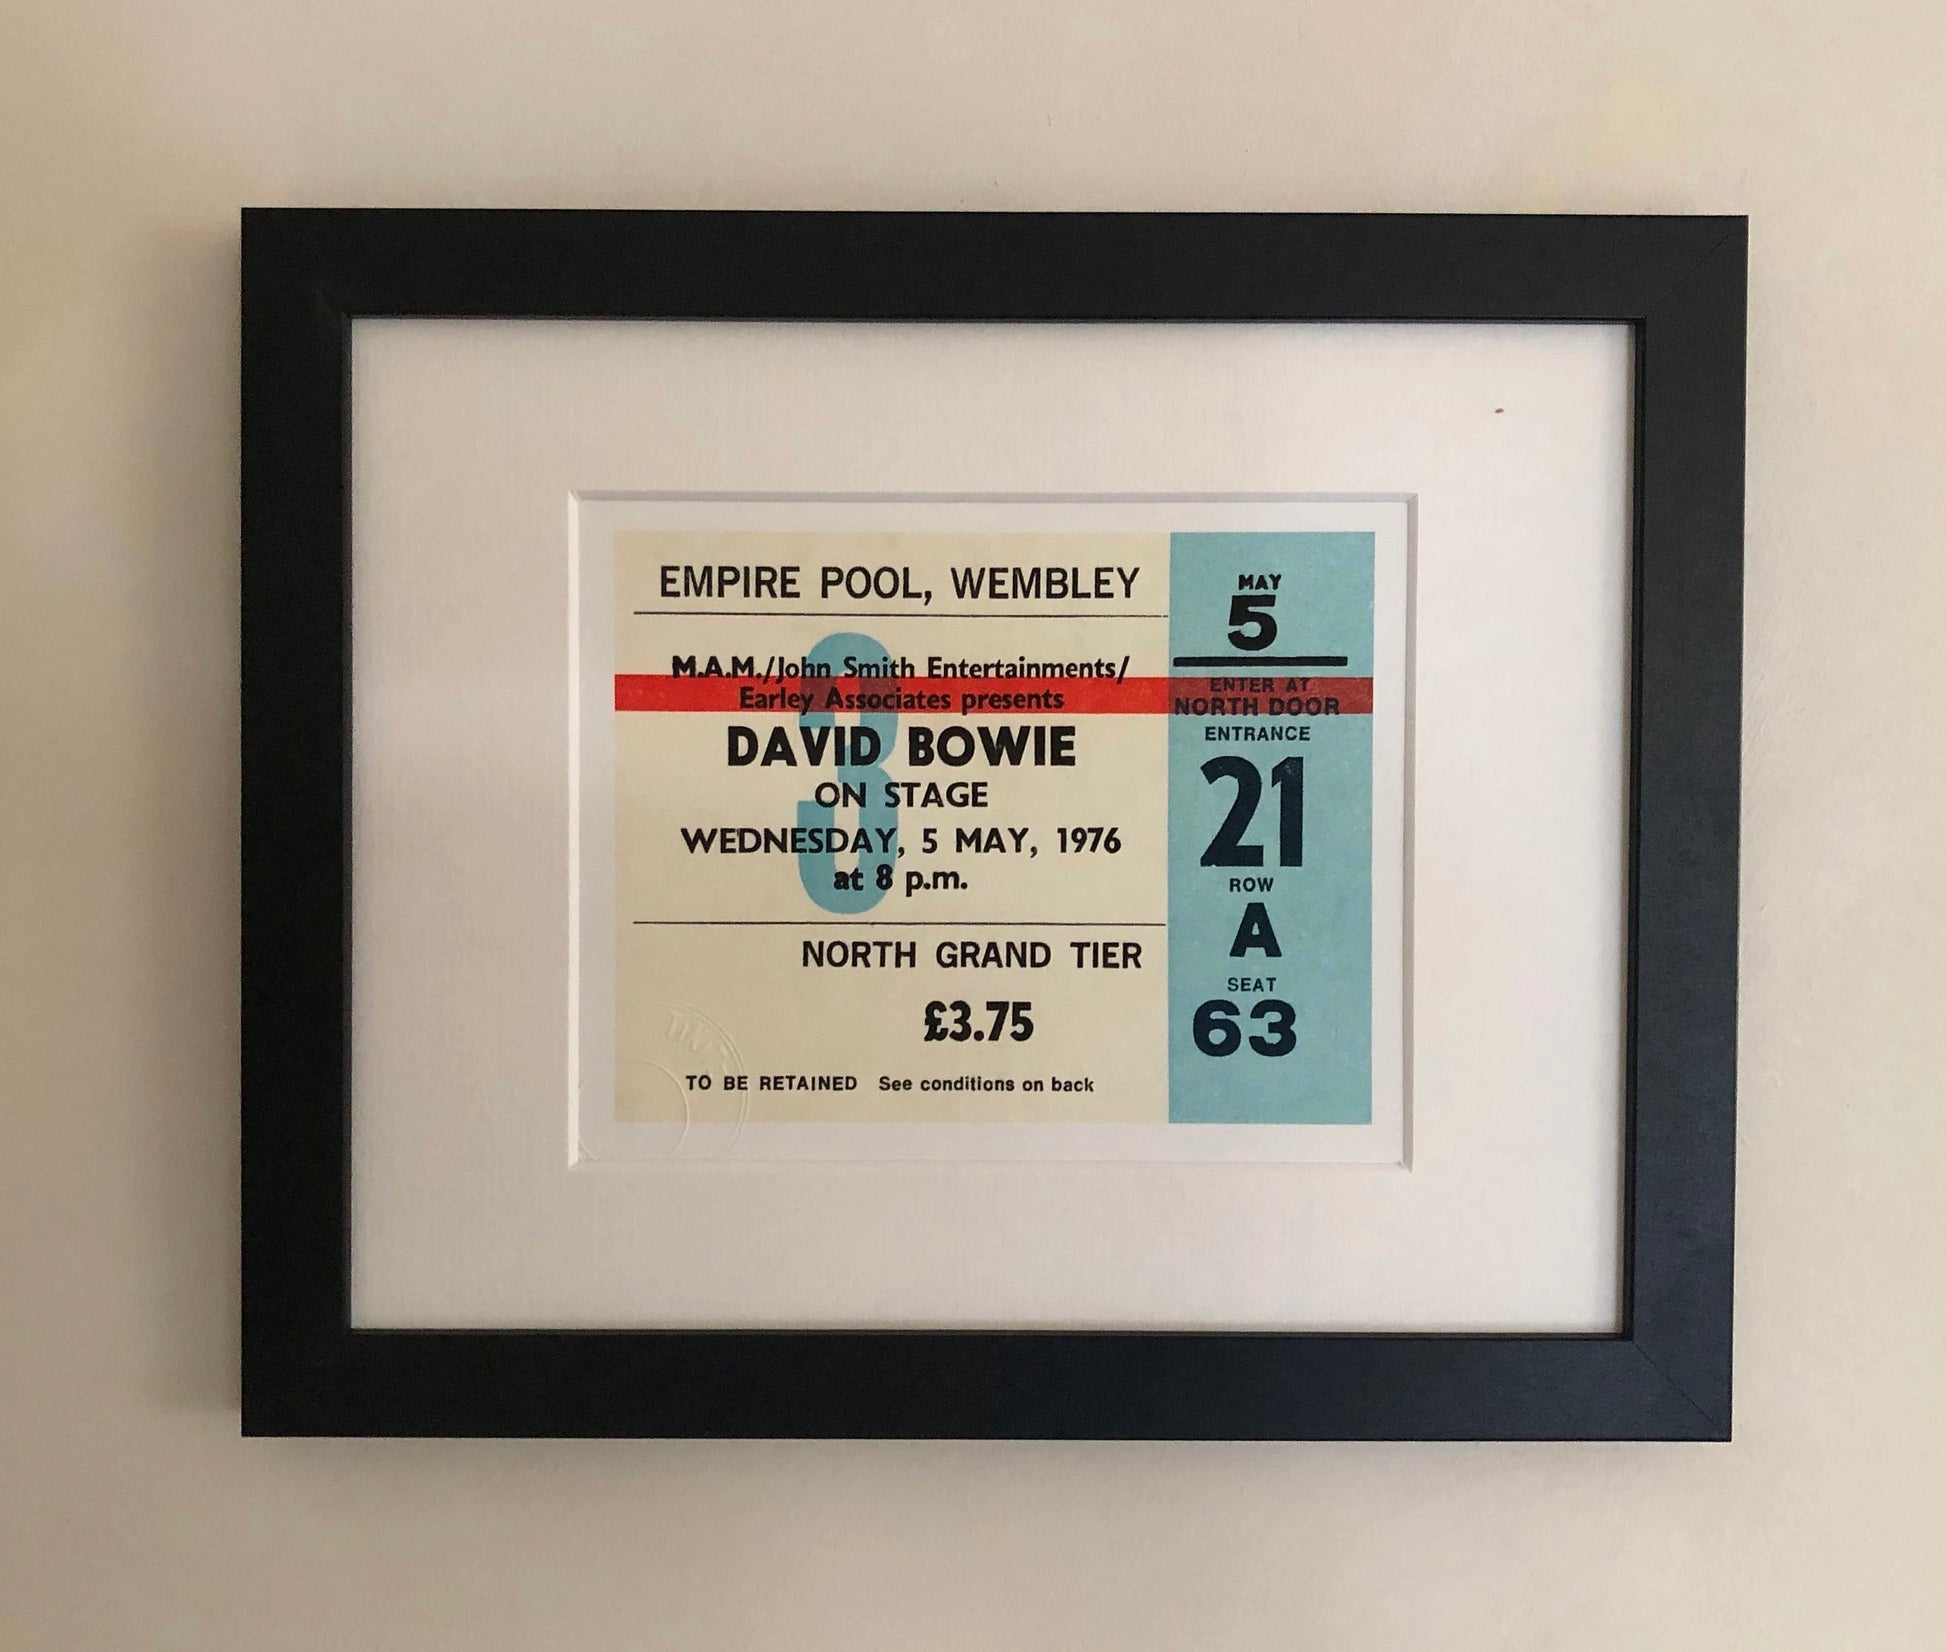 EMPIRE POOL, WEMBLEY
M.A.M./John Smith Entertainments/
Earley Associates presents
3
DAVID BOWIE
ON STAGE
WEDNESDAY, 5 MAY, 1976
at 8 p.m.
NORTH GRAND TIER
£3.75
TO BE RETAINED See conditions on back
MAY
5
ENTER AT
NORTH DOOR
ENTRANCE
21
ROW
A
SEAT
63